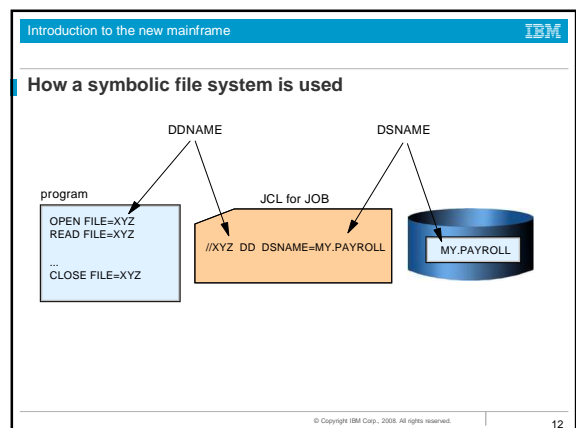 Introduction to the new mainframe
IBM
How a symbolic file system is used
DDNAME
DSNAME
program
OPEN FILE=XYZ
READ FILE=XYZ
...
CLOSE FILE=XYZ
JCL for JOB
//XYZ DD DSNAME=MY.PAYROLL
MY.PAYROLL
© Copyright IBM Corp., 2008. All rights reserved.
12